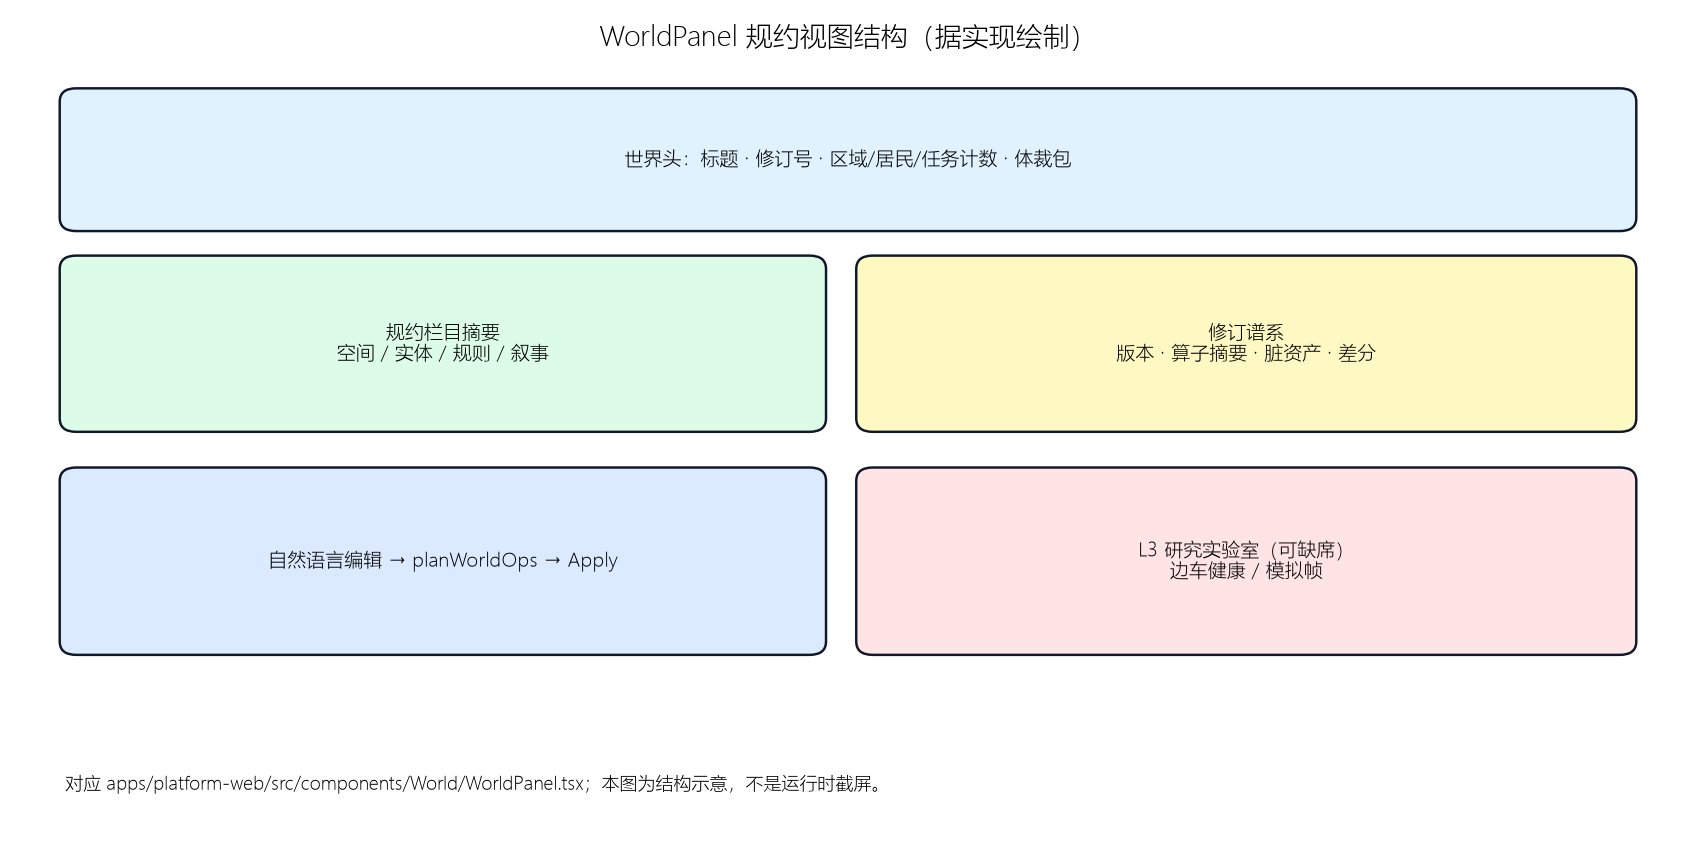 WorldPanel 规约视图结构（据实现绘制）
世界头：标题 · 修订号 · 区域/居民/任务计数 · 体裁包
规约栏目摘要
空间 / 实体 / 规则 / 叙事
修订谱系
版本 · 算子摘要 · 脏资产 · 差分
自然语言编辑 → planWorldOps → Apply
L3 研究实验室（可缺席）
边车健康 / 模拟帧
对应 apps/platform-web/src/components/World/WorldPanel.tsx；本图为结构示意，不是运行时截屏。